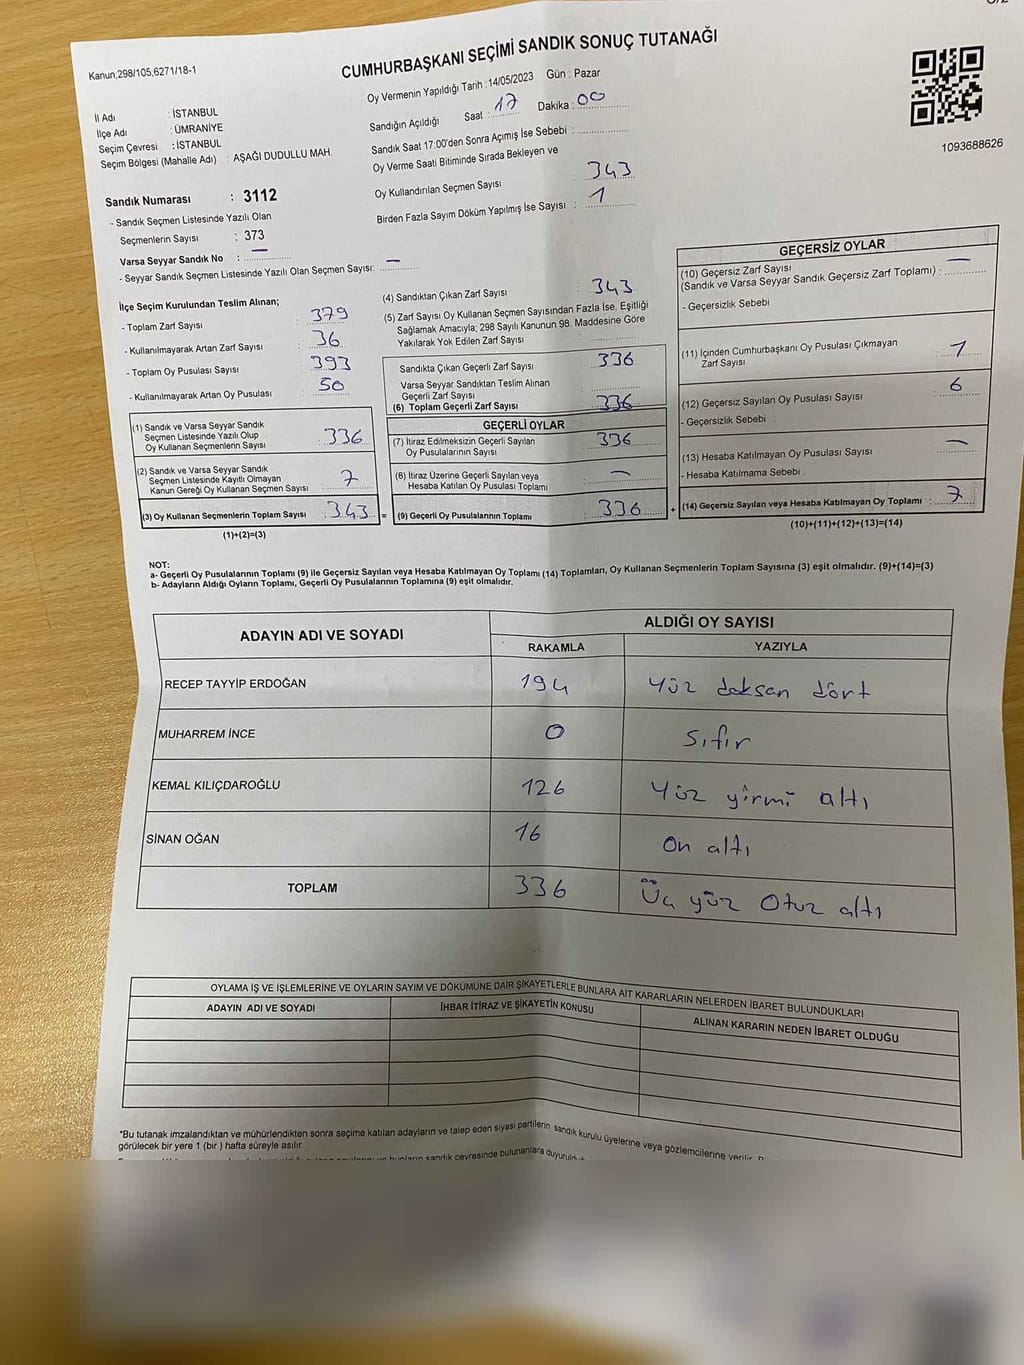 Kanun,298/105,6271/18-1
CUMHURBAŞKANI SEÇİMİ SANDIK SONUÇ TUTANAĞI
Oy Vermenin Yapıldığı Tarih : 14/05/2023 Gün : Pazar
İl Adı : İSTANBUL
İlçe Adı : ÜMRANİYE
Seçim Çevresi : İSTANBUL
Seçim Bölgesi (Mahalle Adı) : AŞAĞI DUDULLU MAH.
Sandık Numarası : 3112
- Sandık Seçmen Listesinde Yazılı Olan
Seçmenlerin Sayısı : 373
Varsa Seyyar Sandık No : —
- Seyyar Sandık Seçmen Listesinde Yazılı Olan Seçmen Sayısı: —
Sandığın Açıldığı Saat : 17 Dakika : 00
Sandık Saat 17:00'den Sonra Açımış İse Sebebi :
Oy Verme Saati Bitiminde Sırada Bekleyen ve
Oy Kullandırılan Seçmen Sayısı : 343
Birden Fazla Sayım Döküm Yapılmış İse Sayısı : 1
1093688626
İlçe Seçim Kurulundan Teslim Alınan;
- Toplam Zarf Sayısı : 379
- Kullanılmayarak Artan Zarf Sayısı : 36
- Toplam Oy Pusulası Sayısı : 393
- Kullanılmayarak Artan Oy Pusulası : 50
(1) Sandık ve Varsa Seyyar Sandık
Seçmen Listesinde Yazılı Olup
Oy Kullanan Seçmenlerin Sayısı : 336
(2) Sandık ve Varsa Seyyar Sandık
Seçmen Listesinde Kayıtlı Olmayan
Kanun Gereği Oy Kullanan Seçmen Sayısı : 7
(3) Oy Kullanan Seçmenlerin Toplam Sayısı : 343 =
(1)+(2)=(3)
(4) Sandıktan Çıkan Zarf Sayısı : 343
(5) Zarf Sayısı Oy Kullanan Seçmen Sayısından Fazla İse, Eşitliği
Sağlamak Amacıyla; 298 Sayılı Kanunun 98. Maddesine Göre
Yakılarak Yok Edilen Zarf Sayısı :
Sandıkta Çıkan Geçerli Zarf Sayısı : 336
Varsa Seyyar Sandıktan Teslim Alınan
Geçerli Zarf Sayısı :
(6) Toplam Geçerli Zarf Sayısı : 336
GEÇERLİ OYLAR
(7) İtiraz Edilmeksizin Geçerli Sayılan
Oy Pusulalarının Sayısı : 336
(8) İtiraz Üzerine Geçerli Sayılan veya
Hesaba Katılan Oy Pusulası Toplamı : —
(9) Geçerli Oy Pusulalarının Toplamı : 336 +
GEÇERSİZ OYLAR
(10) Geçersiz Zarf Sayısı
(Sandık ve Varsa Seyyar Sandık Geçersiz Zarf Toplamı) : —
- Geçersizlik Sebebi
(11) İçinden Cumhurbaşkanı Oy Pusulası Çıkmayan
Zarf Sayısı : 1
(12) Geçersiz Sayılan Oy Pusulası Sayısı : 6
- Geçersizlik Sebebi
(13) Hesaba Katılmayan Oy Pusulası Sayısı : —
- Hesaba Katılmama Sebebi :
(14) Geçersiz Sayılan veya Hesaba Katılmayan Oy Toplamı : 7
(10)+(11)+(12)+(13)=(14)
NOT:
a- Geçerli Oy Pusulalarının Toplamı (9) ile Geçersiz Sayılan veya Hesaba Katılmayan Oy Toplamı (14) Toplamları, Oy Kullanan Seçmenlerin Toplam Sayısına (3) eşit olmalıdır. (9)+(14)=(3)
b- Adayların Aldığı Oyların Toplamı, Geçerli Oy Pusulalarının Toplamına (9) eşit olmalıdır.
ADAYIN ADI VE SOYADI ALDIĞI OY SAYISI
RAKAMLA YAZIYLA
RECEP TAYYİP ERDOĞAN 194 Yüz doksan dört
MUHARREM İNCE 0 Sıfır
KEMAL KILIÇDAROĞLU 126 Yüz yirmi altı
SİNAN OĞAN 16 On altı
TOPLAM 336 Üç yüz Otuz altı
OYLAMA İŞ VE İŞLEMLERİNE VE OYLARIN SAYIM VE DÖKÜMÜNE DAİR ŞİKAYETLERLE BUNLARA AİT KARARLARIN NELERDEN İBARET BULUNDUKLARI
ADAYIN ADI VE SOYADI İHBAR İTİRAZ VE ŞİKAYETİN KONUSU ALINAN KARARIN NEDEN İBARET OLDUĞU
*Bu tutanak imzalandıktan ve mühürlendikten sonra seçime katılan adayların ve talep eden siyasi partilerin sandık kurulu üyelerine veya gözlemcilerine verilir.
görülecek bir yere 1 (bir ) hafta süreyle asılır.
sandık çevresinde bulunanlara